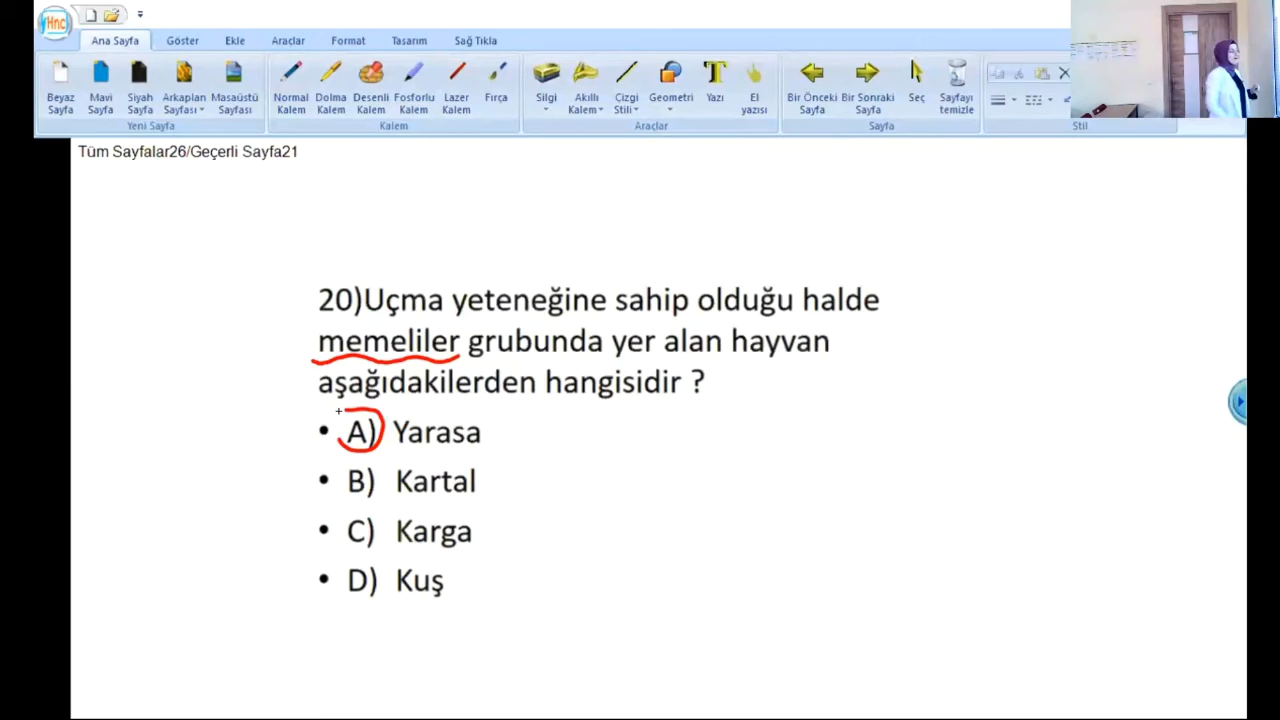 Hnc
Ana Sayfa Göster Ekle Araçlar Format Tasarım Sağ Tıkla
Beyaz Sayfa Mavi Sayfa Siyah Sayfa Arkaplan Sayfası Masaüstü Sayfası
Normal Kalem Dolma Kalem Desenli Kalem Fosforlu Kalem Lazer Kalem Fırça
Silgi Akıllı Kalem Çizgi Stili Geometri Yazı El yazısı
Bir Önceki Sayfa Bir Sonraki Sayfa Seç Sayfayı temizle
Yeni Sayfa Kalem Araçlar Sayfa Stil
Tüm Sayfalar26/Geçerli Sayfa21
20)Uçma yeteneğine sahip olduğu halde
memeliler grubunda yer alan hayvan
aşağıdakilerden hangisidir ?
• A) Yarasa
• B) Kartal
• C) Karga
• D) Kuş